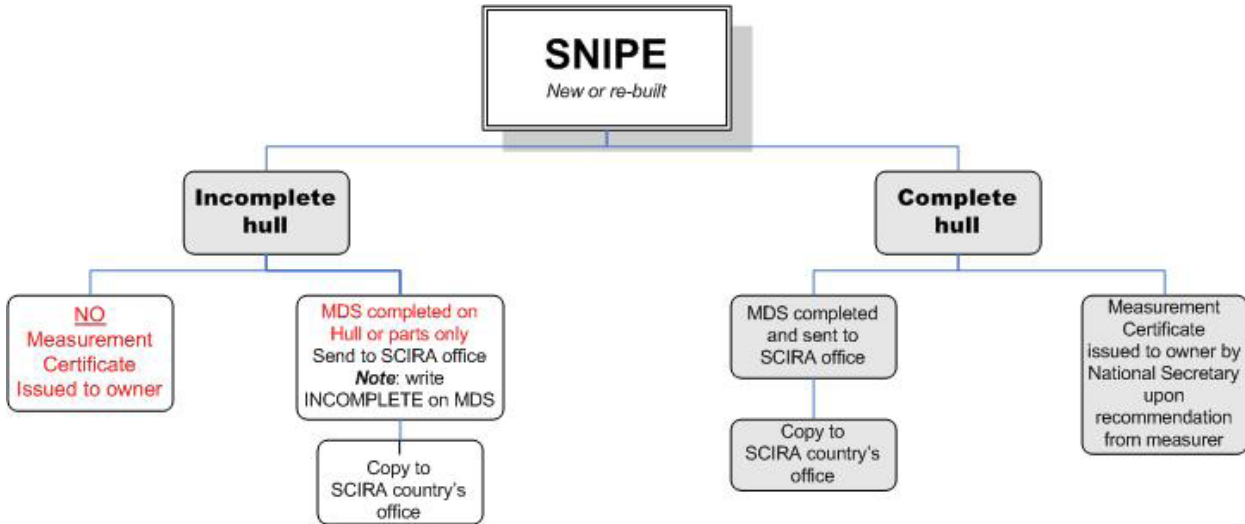 SNIPE
New or re-built
Incomplete
hull
Complete
hull
NO
Measurement
Certificate
Issued to owner
MDS completed on
Hull or parts only
Send to SCIRA office
Note: write
INCOMPLETE on MDS
Copy to
SCIRA country's
office
MDS completed
and sent to
SCIRA office
Copy to
SCIRA country's
office
Measurement
Certificate
issued to owner by
National Secretary
upon
recommendation
from measurer